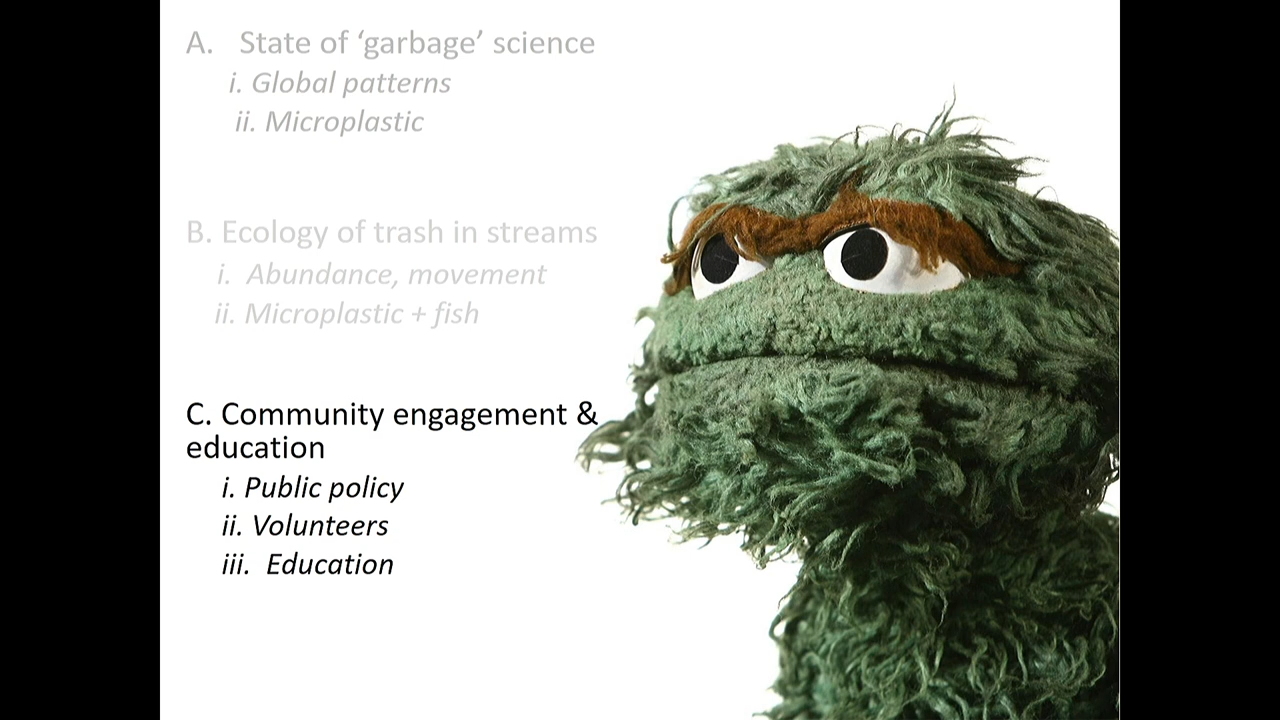 A. State of ‘garbage’ science
i. Global patterns
ii. Microplastic
B. Ecology of trash in streams
i. Abundance, movement
ii. Microplastic + fish
C. Community engagement &
education
i. Public policy
ii. Volunteers
iii. Education